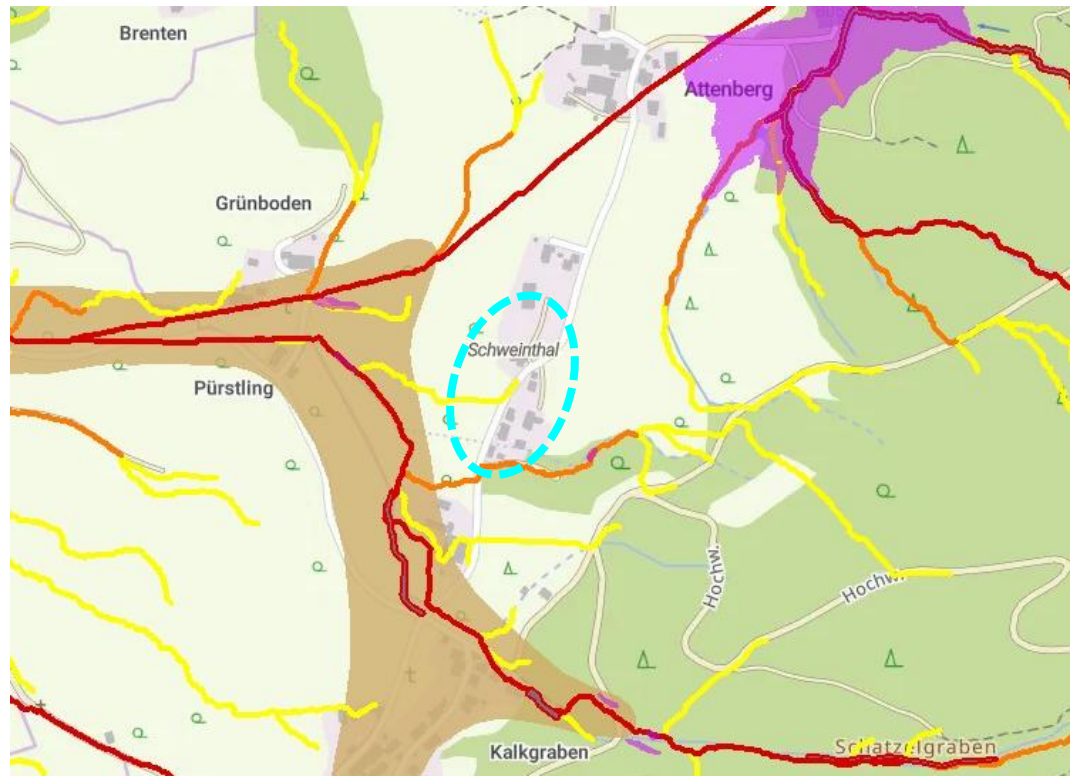 Brenten
Attenberg
Grünboden
Schweinthal
Pürstling
Hochw.
Hochw.
Schatzelgraben
Kalkgraben